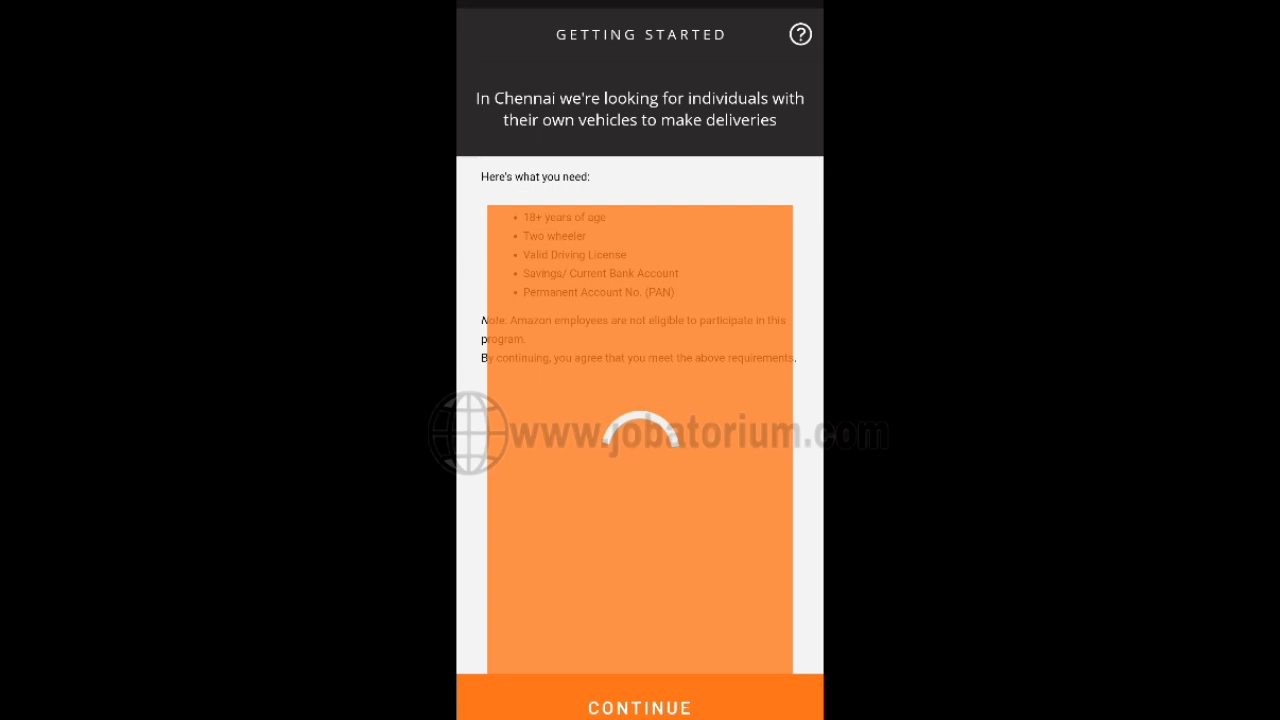 GETTING STARTED
In Chennai we're looking for individuals with
their own vehicles to make deliveries
Here's what you need:
• 18+ years of age
• Two wheeler
• Valid Driving License
• Savings/ Current Bank Account
• Permanent Account No. (PAN)
Note: Amazon employees are not eligible to participate in this
program.
By continuing, you agree that you meet the above requirements.
www.jobatorium.com
CONTINUE